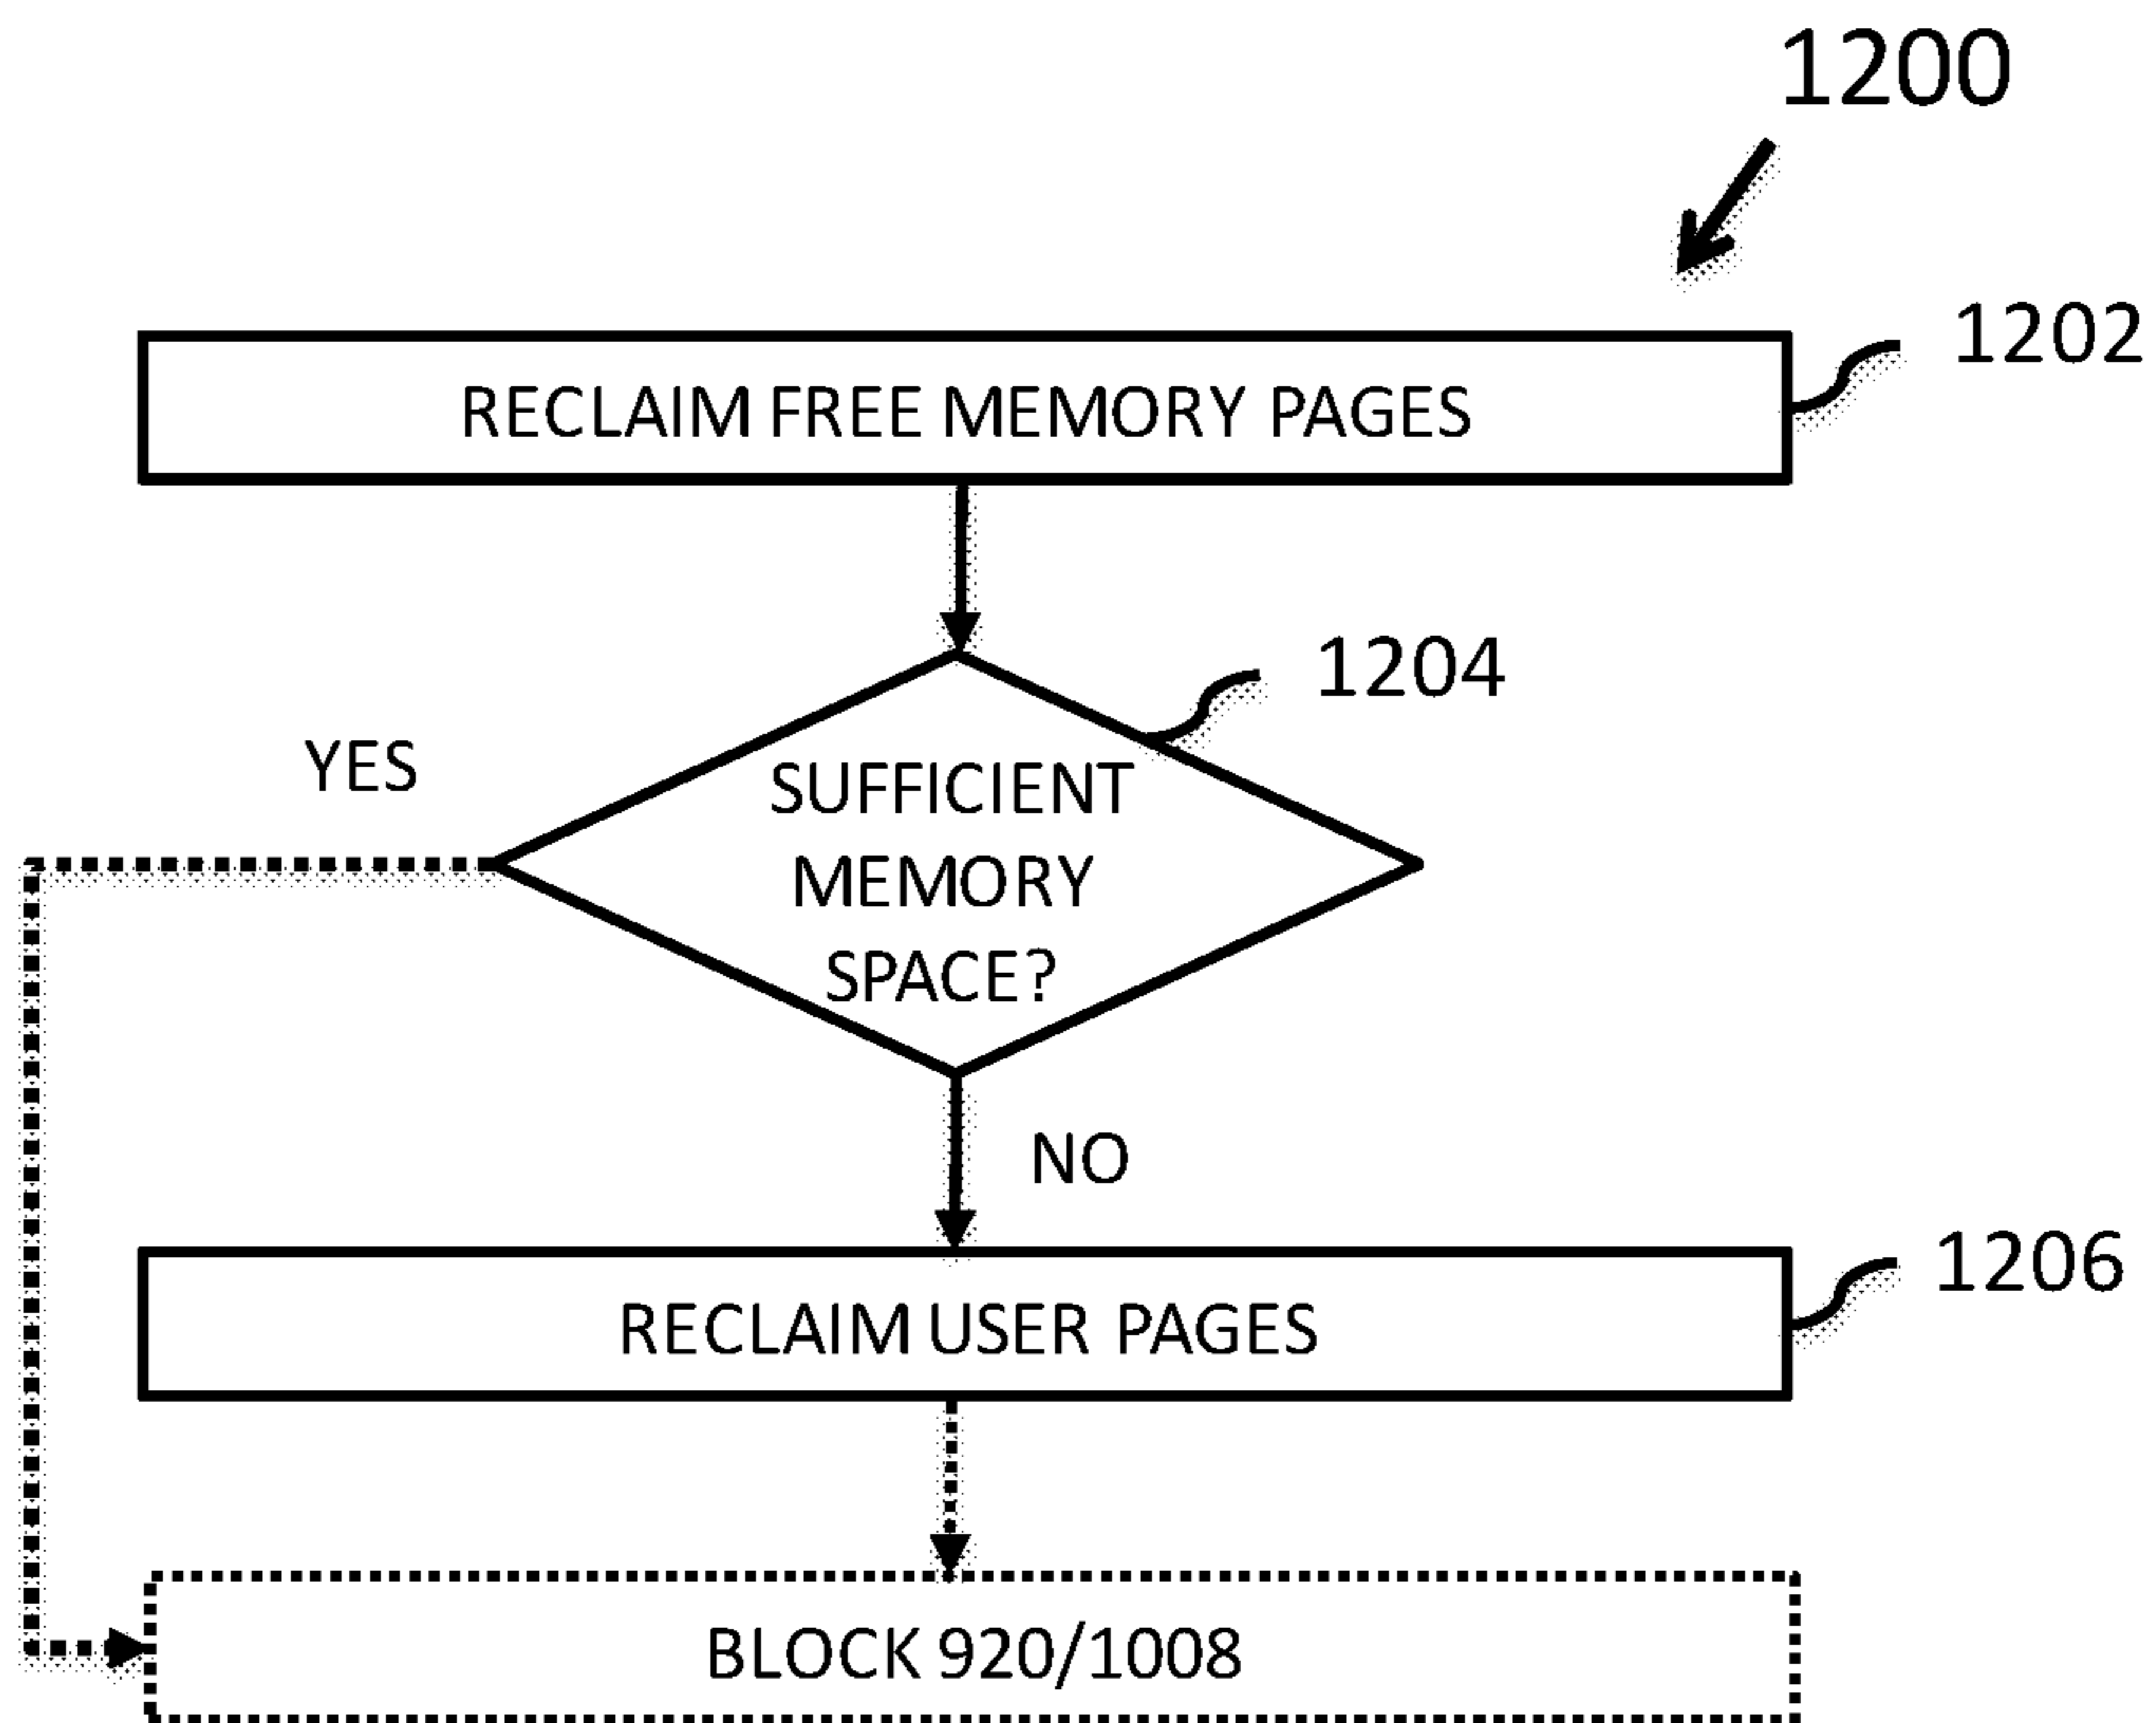 1200
1202
RECLAIM FREE MEMORY PAGES
1204
YES
SUFFICIENT
MEMORY
SPACE?
NO
1206
RECLAIM USER PAGES
BLOCK 920/1008